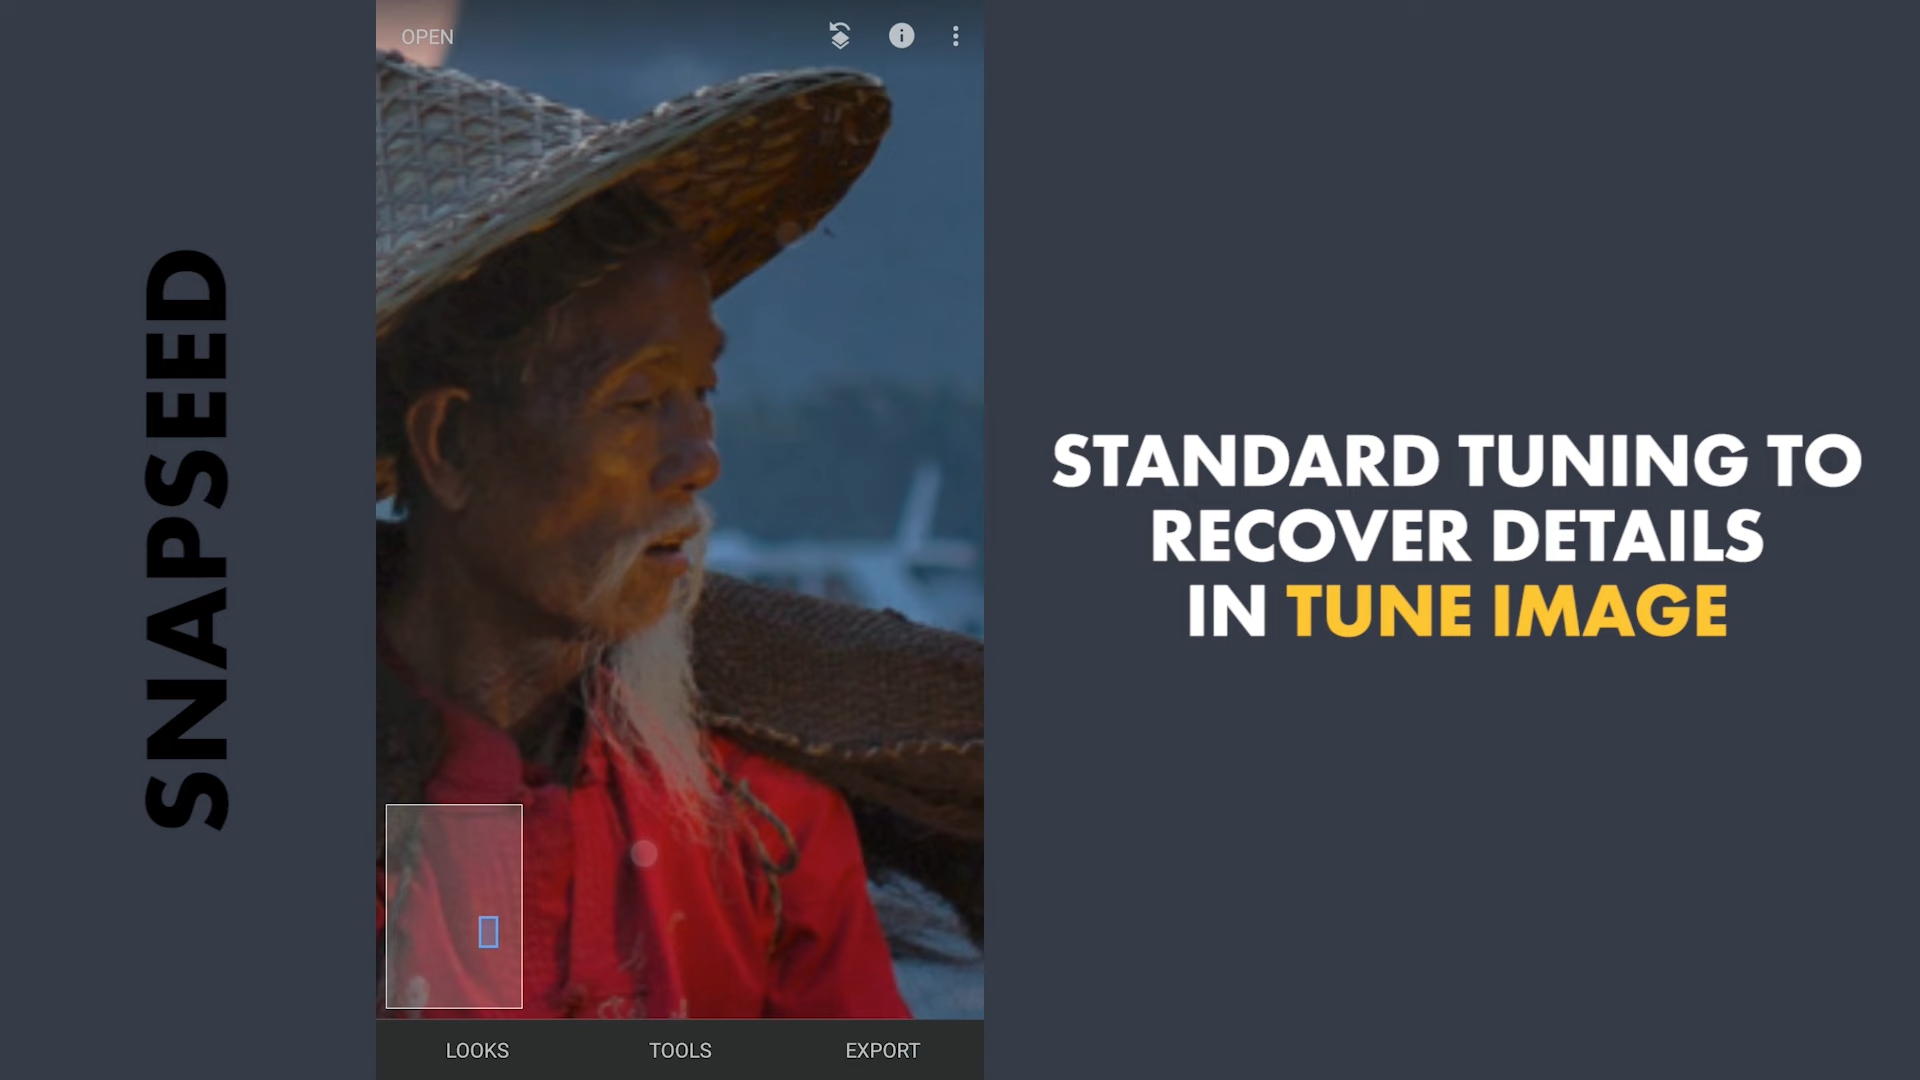 SNAPSEED
OPEN
LOOKS TOOLS EXPORT
STANDARD TUNING TO
RECOVER DETAILS
IN TUNE IMAGE